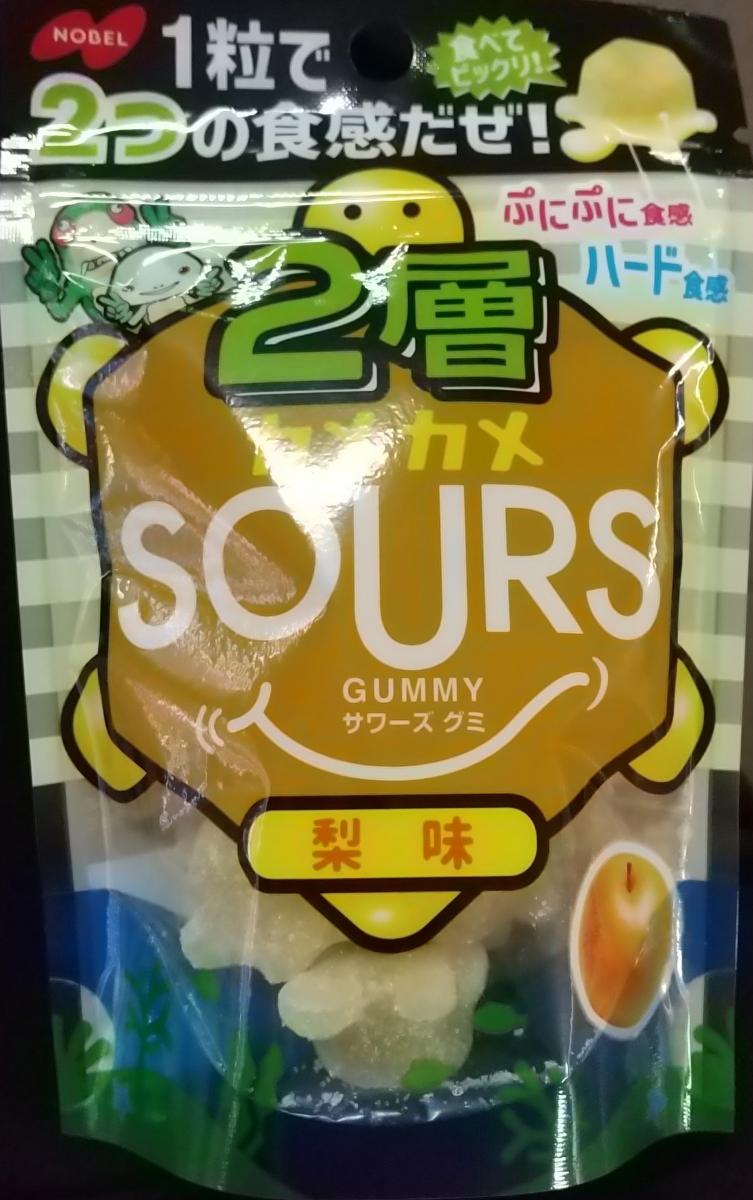 NOBEL
1粒で
食べて
ビックリ!
2つの食感だぜ!
ぷにぷに食感
ハード食感
2層
カメカメ
SOURS
GUMMY
サワーズ グミ
梨味